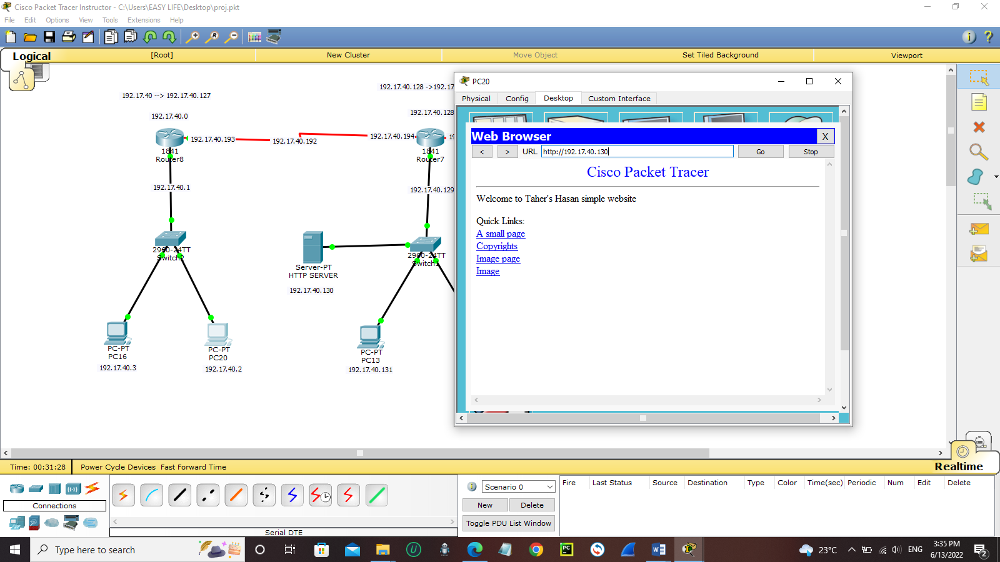 Cisco Packet Tracer Instructor - C:\Users\EASY LIFE\Desktop\proj.pkt
File Edit Options View Tools Extensions Help
Logical
[Root]
New Cluster
Move Object
Set Tiled Background
Viewport
192.17.40 --> 192.17.40.127
192.17.40.0
192.17.40.193
192.17.40.192
192.17.40.194
1841
Router8
192.17.40.1
2960-24TT
Switch2
PC-PT
PC16
192.17.40.3
PC-PT
PC20
192.17.40.2
192.17.40.128 ->192.17
192.17.40.128
19
1841
Router7
192.17.40.129
Server-PT
HTTP SERVER
192.17.40.130
2960-24TT
Switch1
PC-PT
PC13
192.17.40.131
PC20
Physical Config Desktop Custom Interface
Web Browser X
< > URL http://192.17.40.130 Go Stop
Cisco Packet Tracer
Welcome to Taher's Hasan simple website
Quick Links:
A small page
Copyrights
Image page
Image
Time: 00:31:28 Power Cycle Devices Fast Forward Time
Realtime
Connections
Serial DTE
Scenario 0
New Delete
Toggle PDU List Window
Fire Last Status Source Destination Type Color Time(sec) Periodic Num Edit Delete
Type here to search
23°C
ENG
3:35 PM
6/13/2022
2